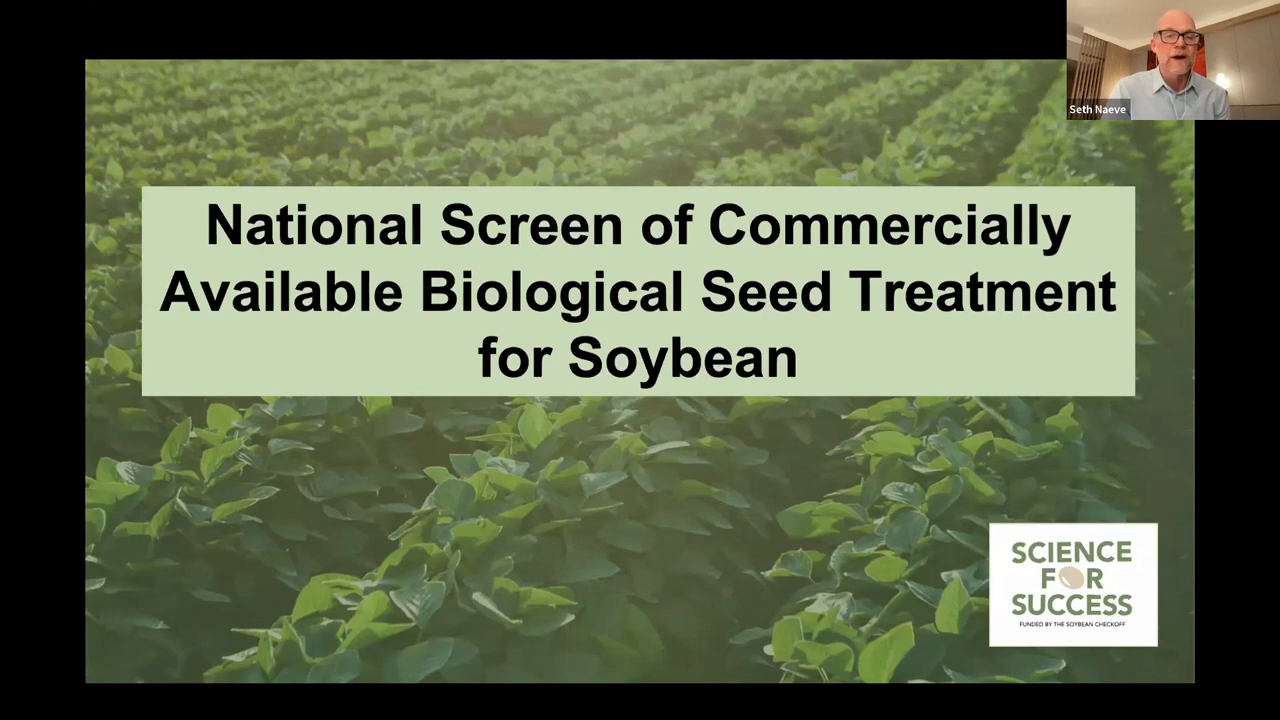 Seth Naeve
National Screen of Commercially
Available Biological Seed Treatment
for Soybean
SCIENCE
FOR
SUCCESS
FUNDED BY THE SOYBEAN CHECKOFF